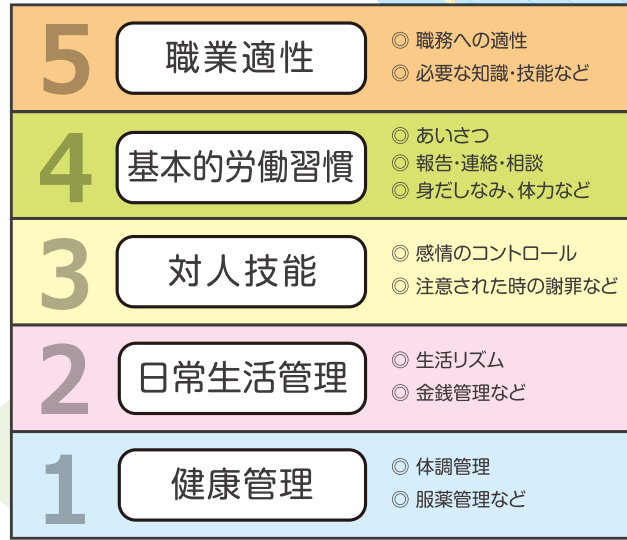 5
職業適性
◎ 職務への適性
◎ 必要な知識・技能など
4
基本的労働習慣
◎ あいさつ
◎ 報告・連絡・相談
◎ 身だしなみ、体力など
3
対人技能
◎ 感情のコントロール
◎ 注意された時の謝罪など
2
日常生活管理
◎ 生活リズム
◎ 金銭管理など
1
健康管理
◎ 体調管理
◎ 服薬管理など